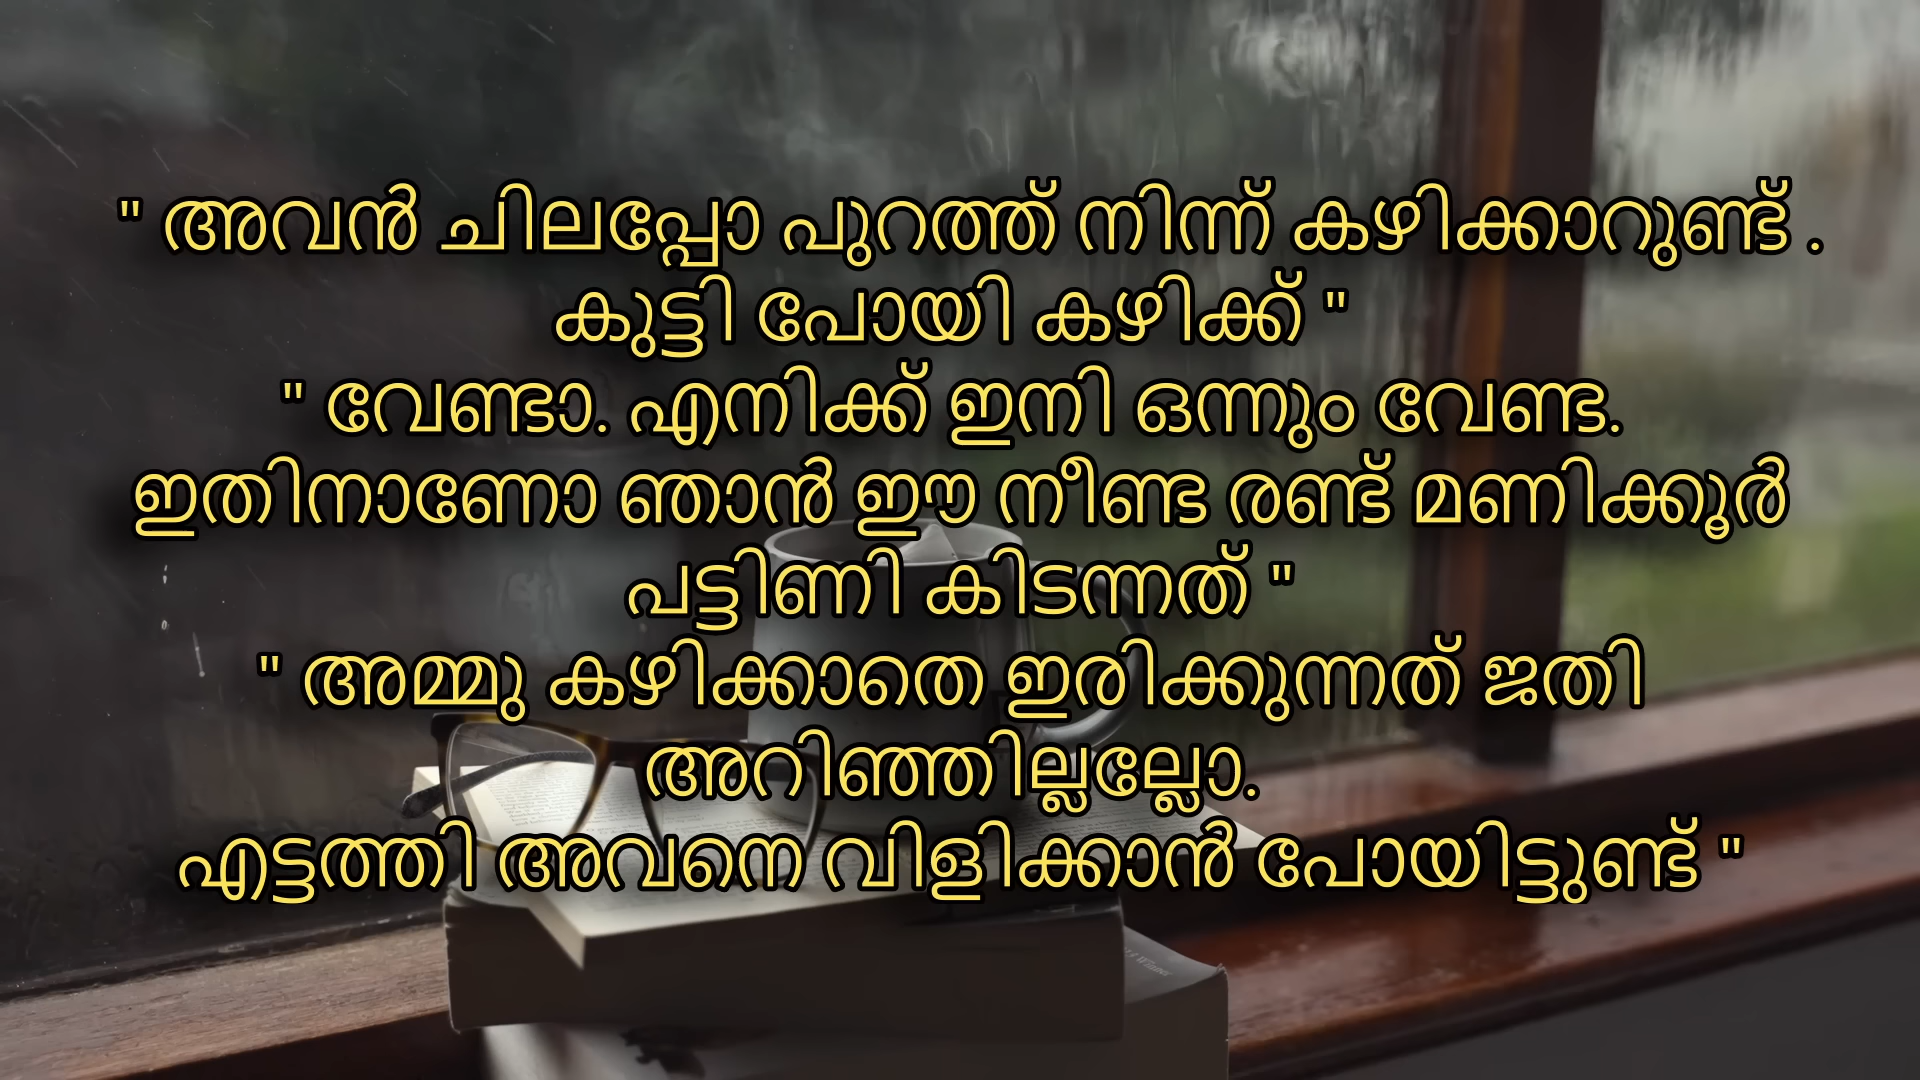 " അവൻ ചിലപ്പോ പുറത്ത് നിന്ന് കഴിക്കാറുണ്ട് .
കുട്ടി പോയി കഴിക്ക് "
" വേണ്ടാ. എനിക്ക് ഇനി ഒന്നും വേണ്ട.
ഇതിനാണോ ഞാൻ ഈ നീണ്ട രണ്ട് മണിക്കൂർ
പട്ടിണി കിടന്നത് "
" അമ്മു കഴിക്കാതെ ഇരിക്കുന്നത് ജതി
അറിഞ്ഞില്ലല്ലോ.
എട്ടത്തി അവനെ വിളിക്കാൻ പോയിട്ടുണ്ട് "